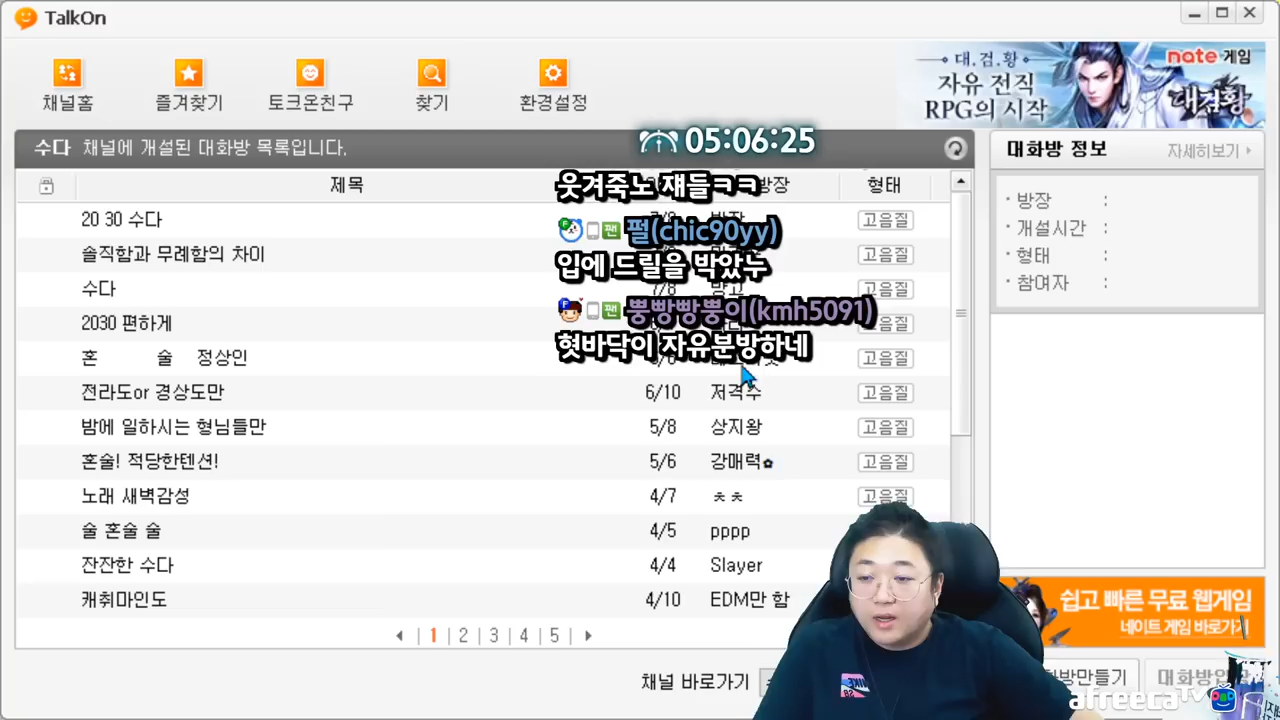 TalkOn
채널홈
즐겨찾기
토크온친구
찾기
환경설정
대.검.황
자유 전직
RPG의 시작
nate 게임
대검황
수다 채널에 개설된 대화방 목록입니다.
05:06:25
대화방 정보
자세히보기
제목
형태
20 30 수다
고음질
솔직함과 무례함의 차이
고음질
수다
고음질
2030 편하게
고음질
혼 술 정상인
고음질
전라도or 경상도만
6/10
저격수
고음질
밤에 일하시는 형님들만
5/8
상지왕
고음질
혼술! 적당한텐션!
5/6
강매력✿
고음질
노래 새벽감성
4/7
ㅊㅊ
고음질
술 혼술 술
4/5
pppp
잔잔한 수다
4/4
Slayer
캐취마인도
4/10
EDM만 함
웃겨죽노 쟤들ㅋㅋ
팬 펄(chic90yy)
입에 드릴을 박았누
팬 뿡빵빵뿡이(kmh5091)
혓바닥이 자유분방하네
· 방장 :
· 개설시간 :
· 형태 :
· 참여자 :
1 2 3 4 5
쉽고 빠른 무료 웹게임
네이트 게임 바로가기
채널 바로가기
방만들기
대화방입
afreecaTV